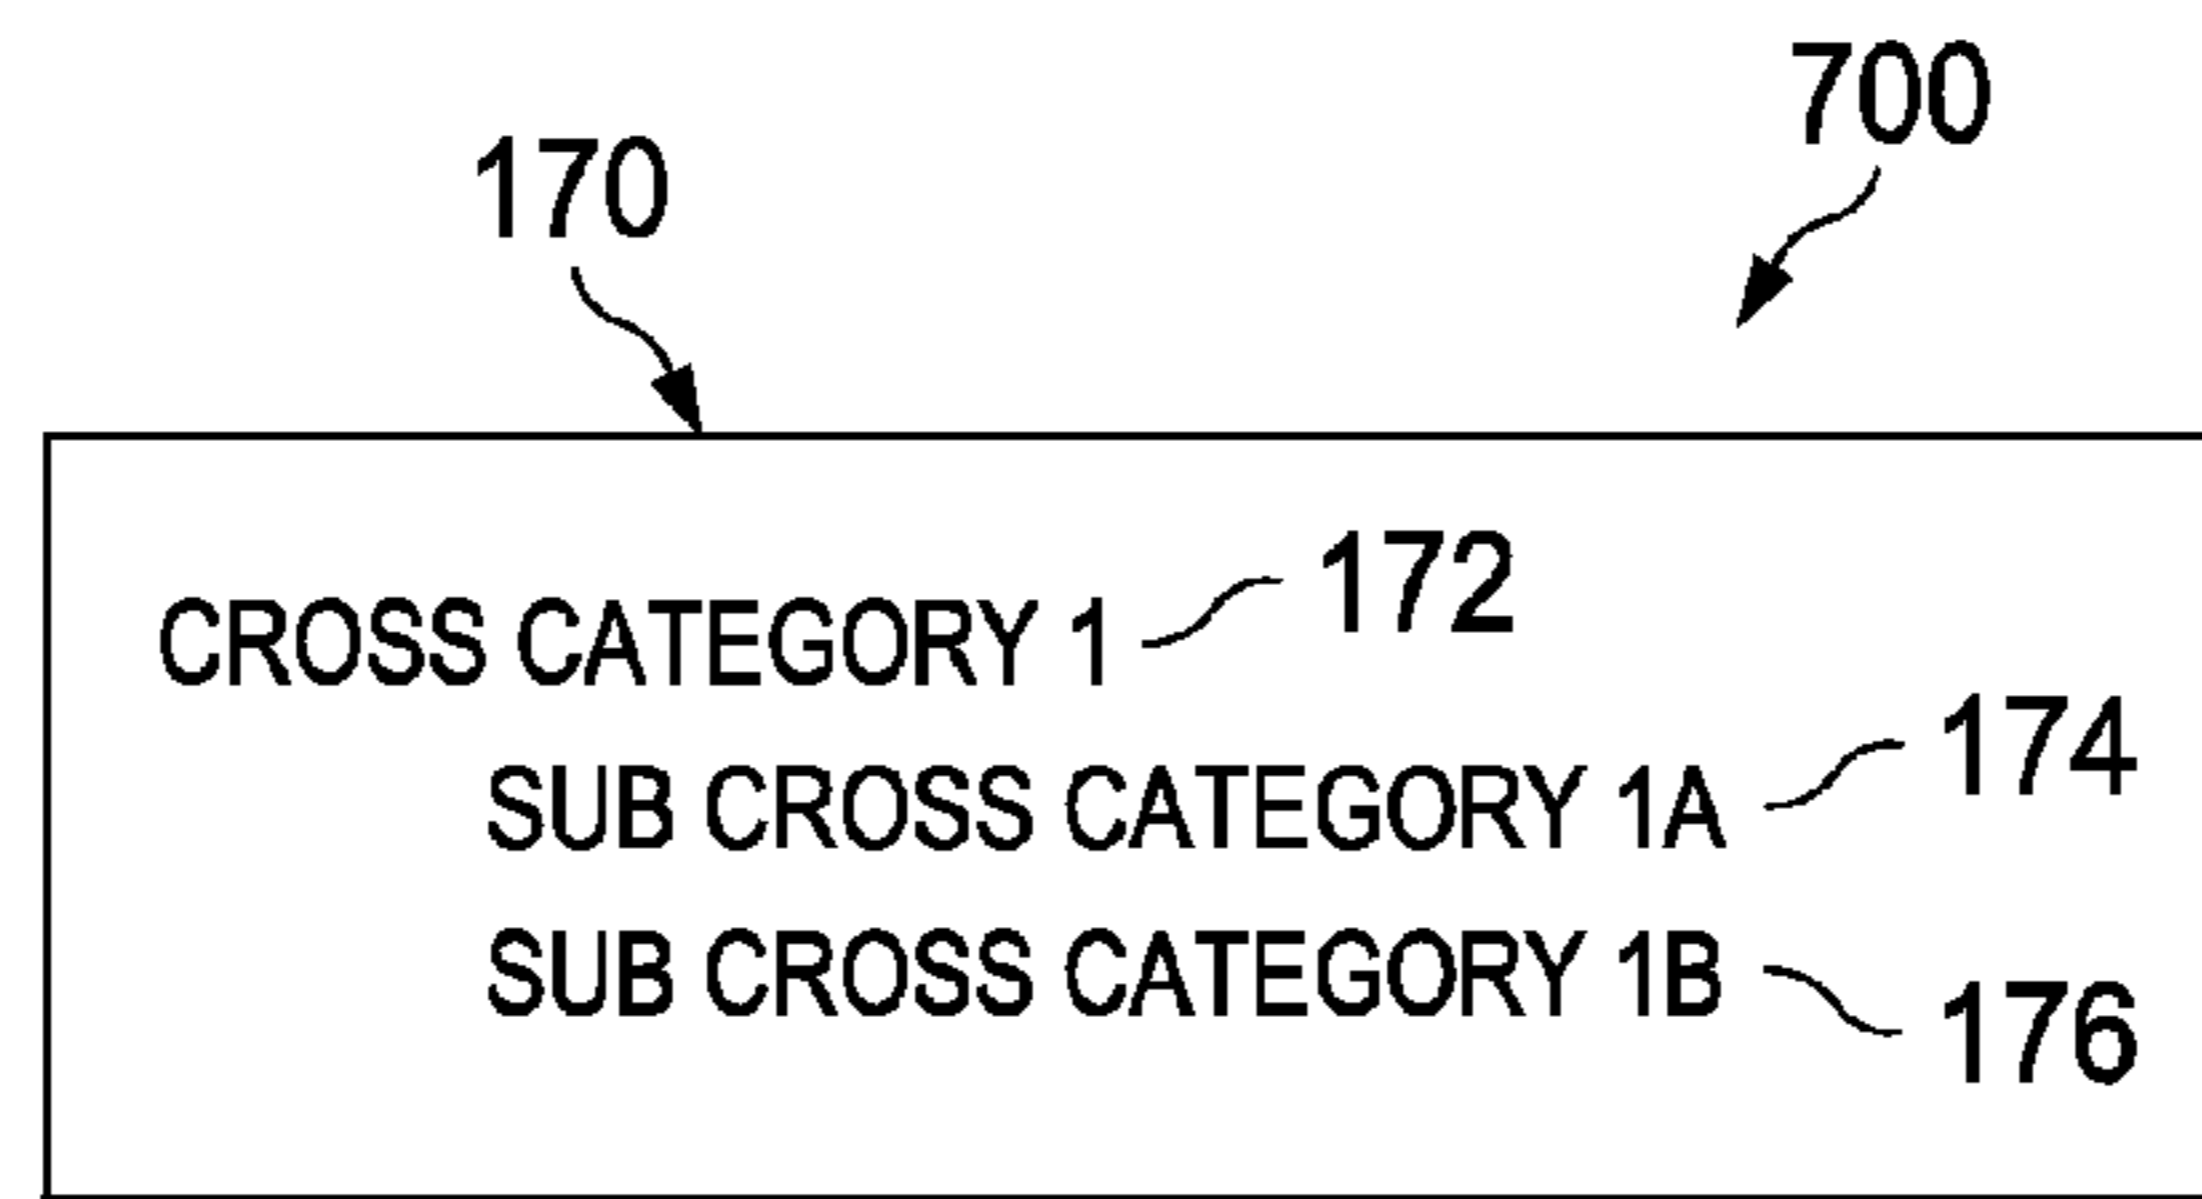 700
170
CROSS CATEGORY 1 172
SUB CROSS CATEGORY 1A 174
SUB CROSS CATEGORY 1B 176